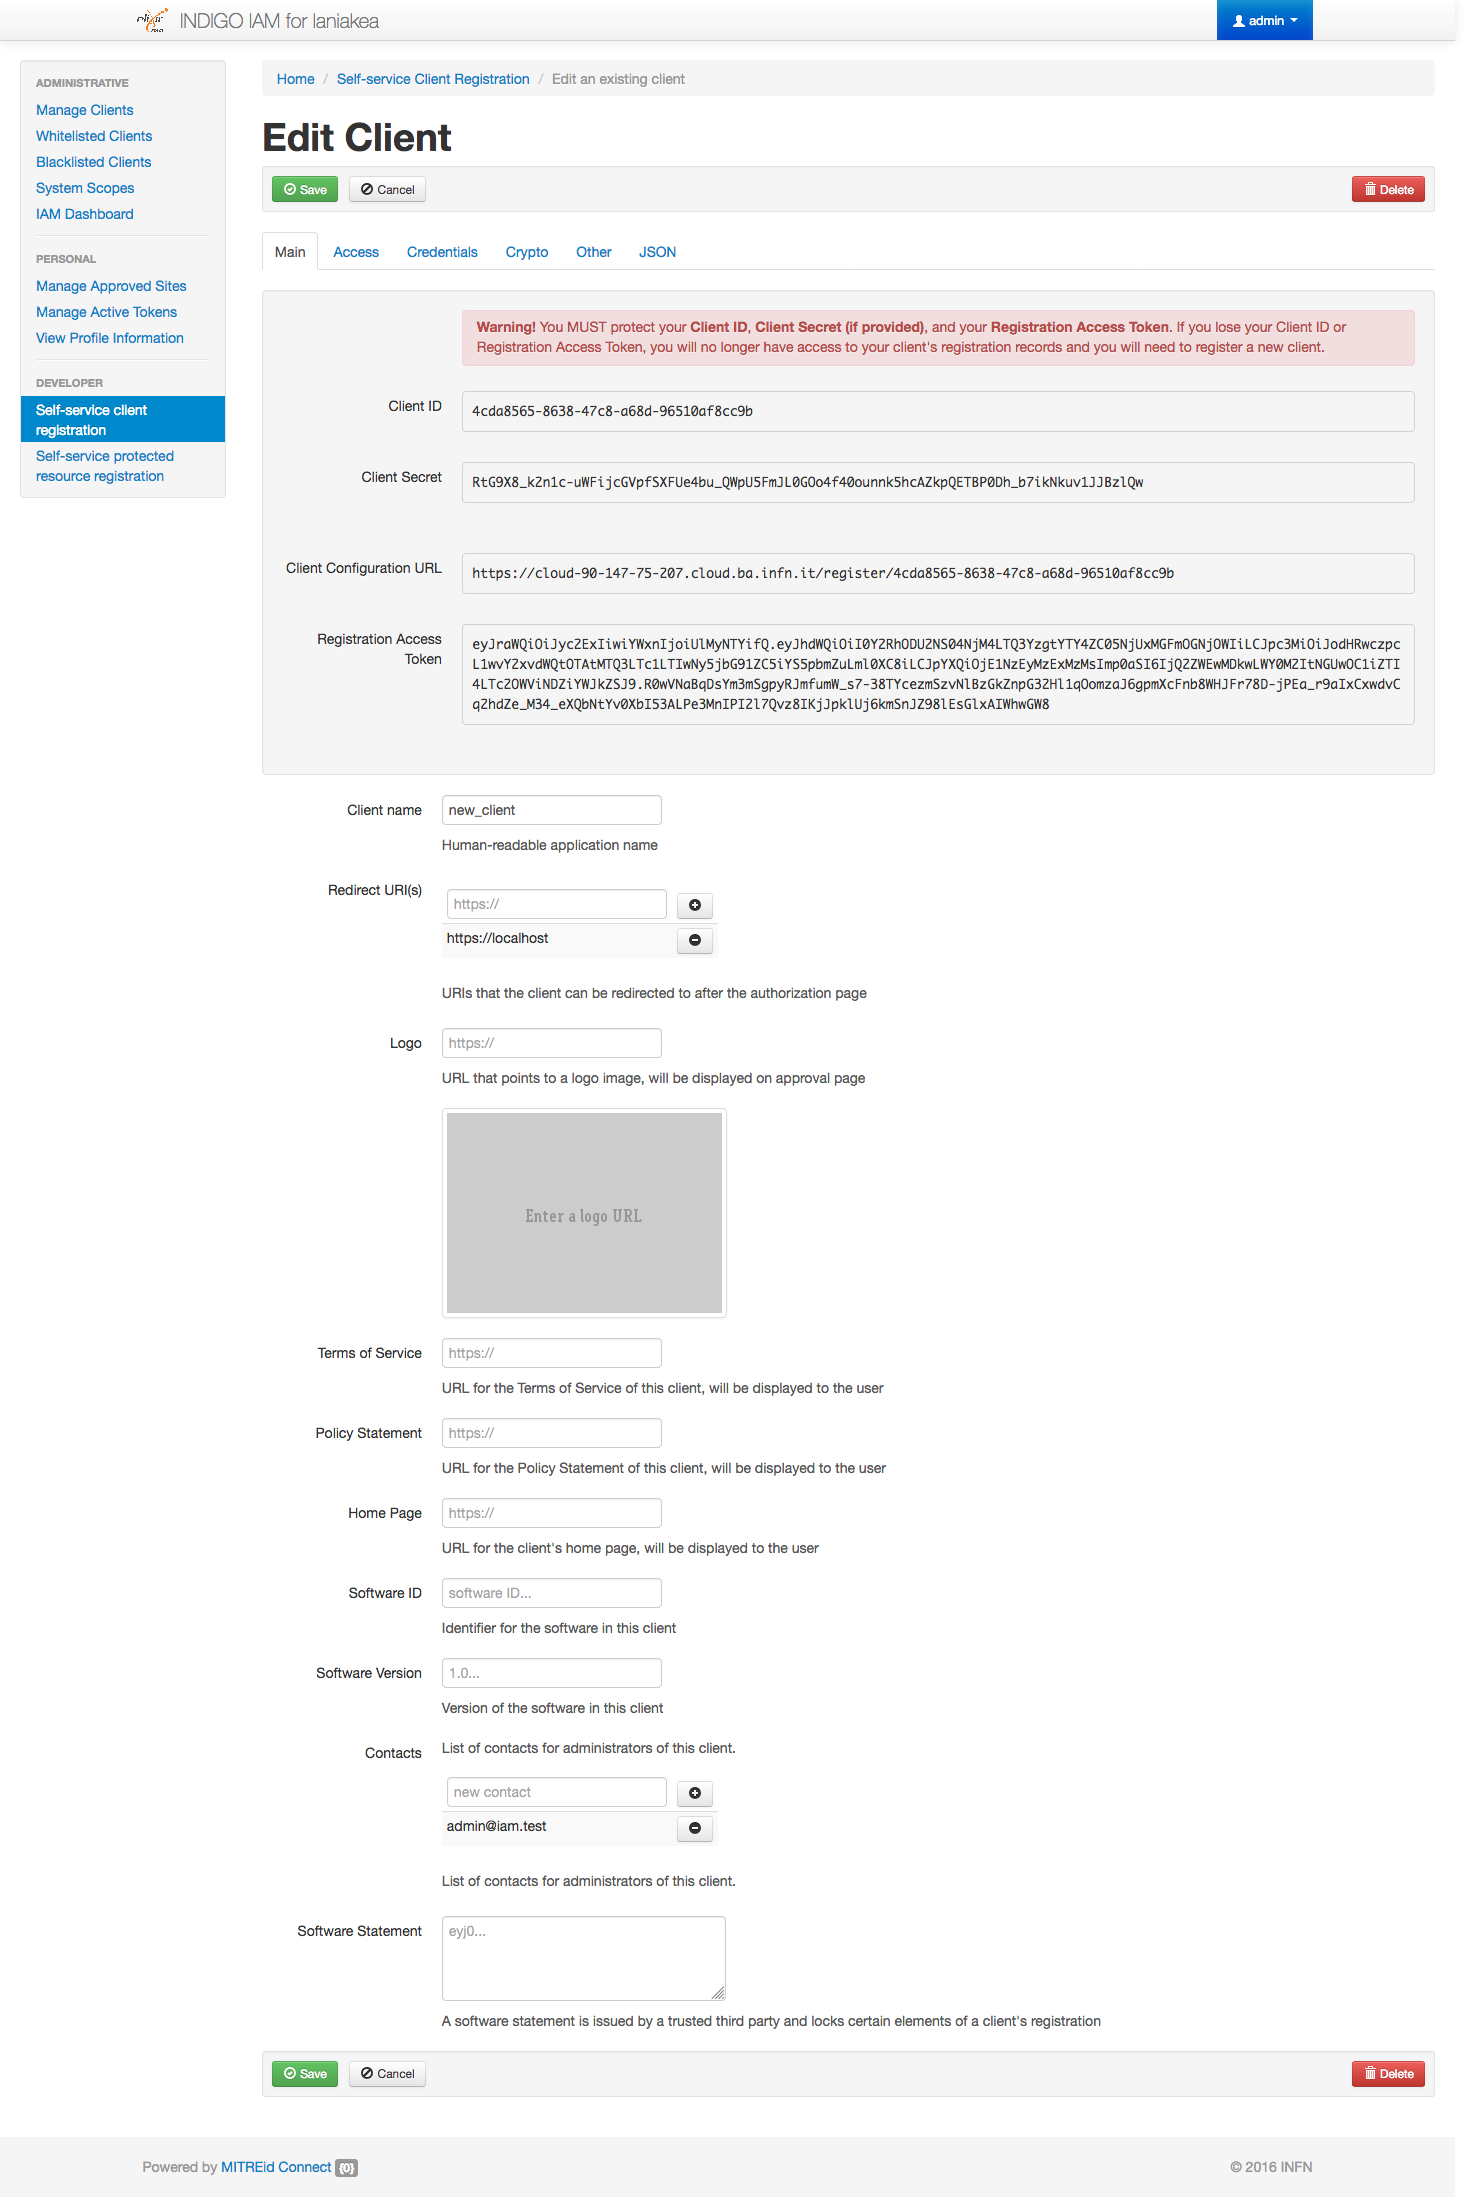 elixir
INDIGO IAM for laniakea
admin
ADMINISTRATIVE
Manage Clients
Whitelisted Clients
Blacklisted Clients
System Scopes
IAM Dashboard
PERSONAL
Manage Approved Sites
Manage Active Tokens
View Profile Information
DEVELOPER
Self-service client
registration
Self-service protected
resource registration
Home / Self-service Client Registration / Edit an existing client
Edit Client
Save Cancel Delete
Main Access Credentials Crypto Other JSON
Warning! You MUST protect your Client ID, Client Secret (if provided), and your Registration Access Token. If you lose your Client ID or
Registration Access Token, you will no longer have access to your client's registration records and you will need to register a new client.
Client ID 4cda8565-8638-47c8-a68d-96510af8cc9b
Client Secret RtG9X8_k2n1c-uWFijcGVpfSXFUe4bu_QWpU5FmJL0GOo4f40ounnk5hcAZkpQETBP0Dh_b7ikNkuv1JJBzlQw
Client Configuration URL https://cloud-90-147-75-207.cloud.ba.infn.it/register/4cda8565-8638-47c8-a68d-96510af8cc9b
Registration Access
Token
eyJraWQiOiJyc2ExIiwiYWxnIjoiUlMyNTYifQ.eyJhdWQiOiI0Y2RhODU2NS04NjM4LTQ3YzgtYTY4ZC05NjUxMGFmOGNjOWIiLCJpc3MiOiJodHRwczpc
L1wvY2xvdWQtOTAtMTQ3LTc1LTIwNy5jbG91ZC5iYS5pbmZuLml0XC8iLCJpYXQiOjE1NzEyMzExMzMsImp0aSI6IjQ2ZWEwMDkwLWY0M2ItNGUwOC1iZTI
4LTc2OWViNDZiYWJkZSJ9.R0wVNaBqDsYm3mSgpyRJmfumW_s7-38TYcezmSzvNlBzGkZnpG32Hl1qOomzaJ6gpmXcFnb8WHJFr78D-jPEa_r9aIxCxwdvC
q2hdZe_M34_eXQbNtYv0XbI53ALPe3MnIPI2l7Qvz8IKjJpklUj6kmSnJZ98lEsGlxAIWhwGW8
Client name new_client
Human-readable application name
Redirect URI(s) https://
https://localhost
URIs that the client can be redirected to after the authorization page
Logo https://
URL that points to a logo image, will be displayed on approval page
Enter a logo URL
Terms of Service https://
URL for the Terms of Service of this client, will be displayed to the user
Policy Statement https://
URL for the Policy Statement of this client, will be displayed to the user
Home Page https://
URL for the client's home page, will be displayed to the user
Software ID software ID...
Identifier for the software in this client
Software Version 1.0...
Version of the software in this client
Contacts List of contacts for administrators of this client.
new contact
admin@iam.test
List of contacts for administrators of this client.
Software Statement eyj0...
A software statement is issued by a trusted third party and locks certain elements of a client's registration
Save Cancel Delete
Powered by MITREid Connect {0} © 2016 INFN